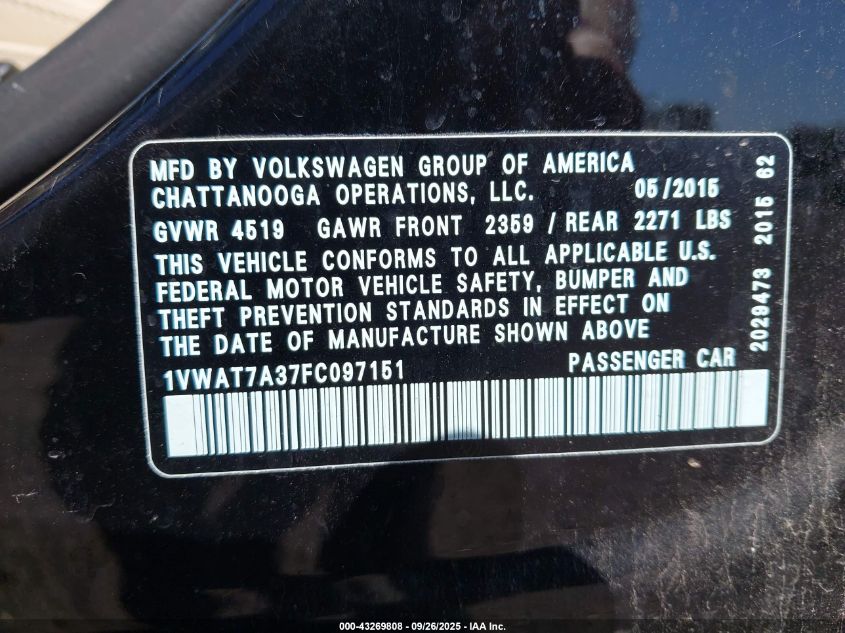 MFD BY VOLKSWAGEN GROUP OF AMERICA
CHATTANOOGA OPERATIONS, LLC. 05/2015
GVWR 4519 GAWR FRONT 2359 / REAR 2271 LBS
THIS VEHICLE CONFORMS TO ALL APPLICABLE U.S.
FEDERAL MOTOR VEHICLE SAFETY, BUMPER AND
THEFT PREVENTION STANDARDS IN EFFECT ON
THE DATE OF MANUFACTURE SHOWN ABOVE
1VWAT7A37FC097151 PASSENGER CAR
2029473 2015 62
000-43269808 - 09/26/2025 - IAA Inc.